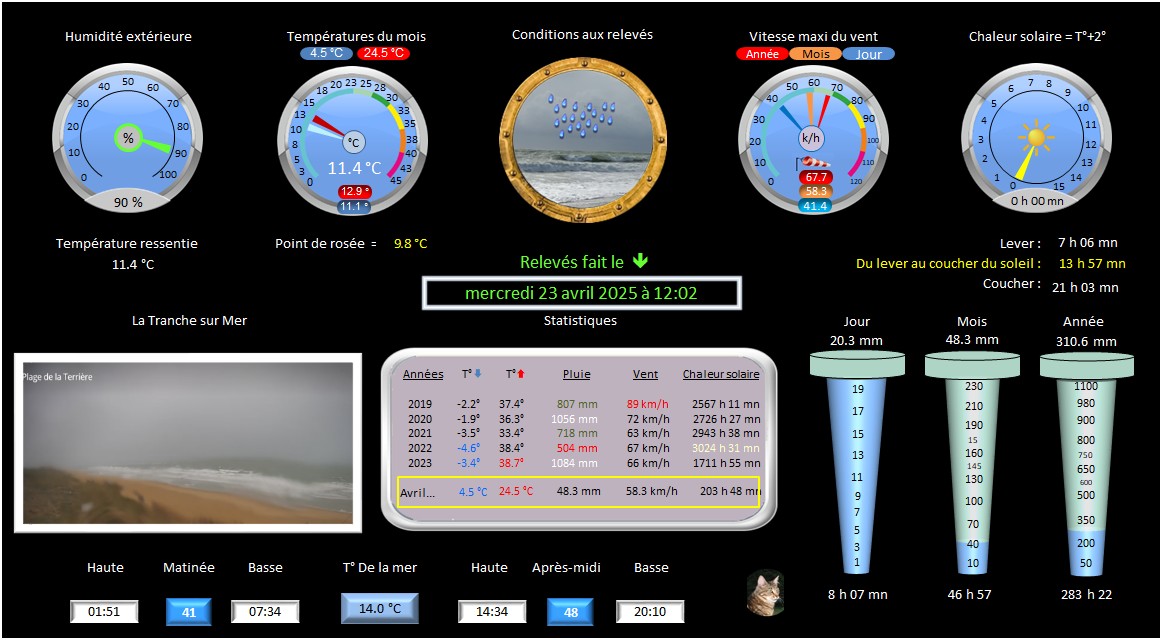 Humidité extérieure
Températures du mois
4.5 °C 24.5 °C
Conditions aux relevés
Vitesse maxi du vent
Année Mois Jour
Chaleur solaire = T°+2°
0 10 20 30 40 50 60 70 80 90 100
%
90 %
0 3 5 8 10 13 15 18 20 23 25 28 30 33 35 38 40 43 45
°C
11.4 °C
12.9 °
11.1 °
0 10 20 30 40 50 60 70 80 90 100 110 120
k/h
67.7
58.3
41.4
0 1 2 3 4 5 6 7 8 9 10 11 12 13 14 15
0 h 00 mn
Température ressentie
11.4 °C
Point de rosée = 9.8 °C
Lever : 7 h 06 mn
Du lever au coucher du soleil : 13 h 57 mn
Coucher : 21 h 03 mn
Relevés fait le
mercredi 23 avril 2025 à 12:02
La Tranche sur Mer
Plage de la Terrière
Statistiques
Années T° T° Pluie Vent Chaleur solaire
2019 -2.2° 37.4° 807 mm 89 km/h 2567 h 11 mn
2020 -1.9° 36.3° 1056 mm 72 km/h 2726 h 27 mn
2021 -3.5° 33.4° 718 mm 63 km/h 2943 h 38 mn
2022 -4.6° 38.4° 504 mm 67 km/h 3024 h 31 mn
2023 -3.4° 38.7° 1084 mm 66 km/h 1711 h 55 mn
Avril... 4.5 °C 24.5 °C 48.3 mm 58.3 km/h 203 h 48 mn
Jour
20.3 mm
19
17
15
13
11
9
7
5
3
1
8 h 07 mn
Mois
48.3 mm
230
210
190
15
160
145
130
100
70
40
10
46 h 57
Année
310.6 mm
1100
980
900
800
750
650
600
500
350
200
50
283 h 22
Haute Matinée Basse T° De la mer Haute Après-midi Basse
01:51 41 07:34 14.0 °C 14:34 48 20:10